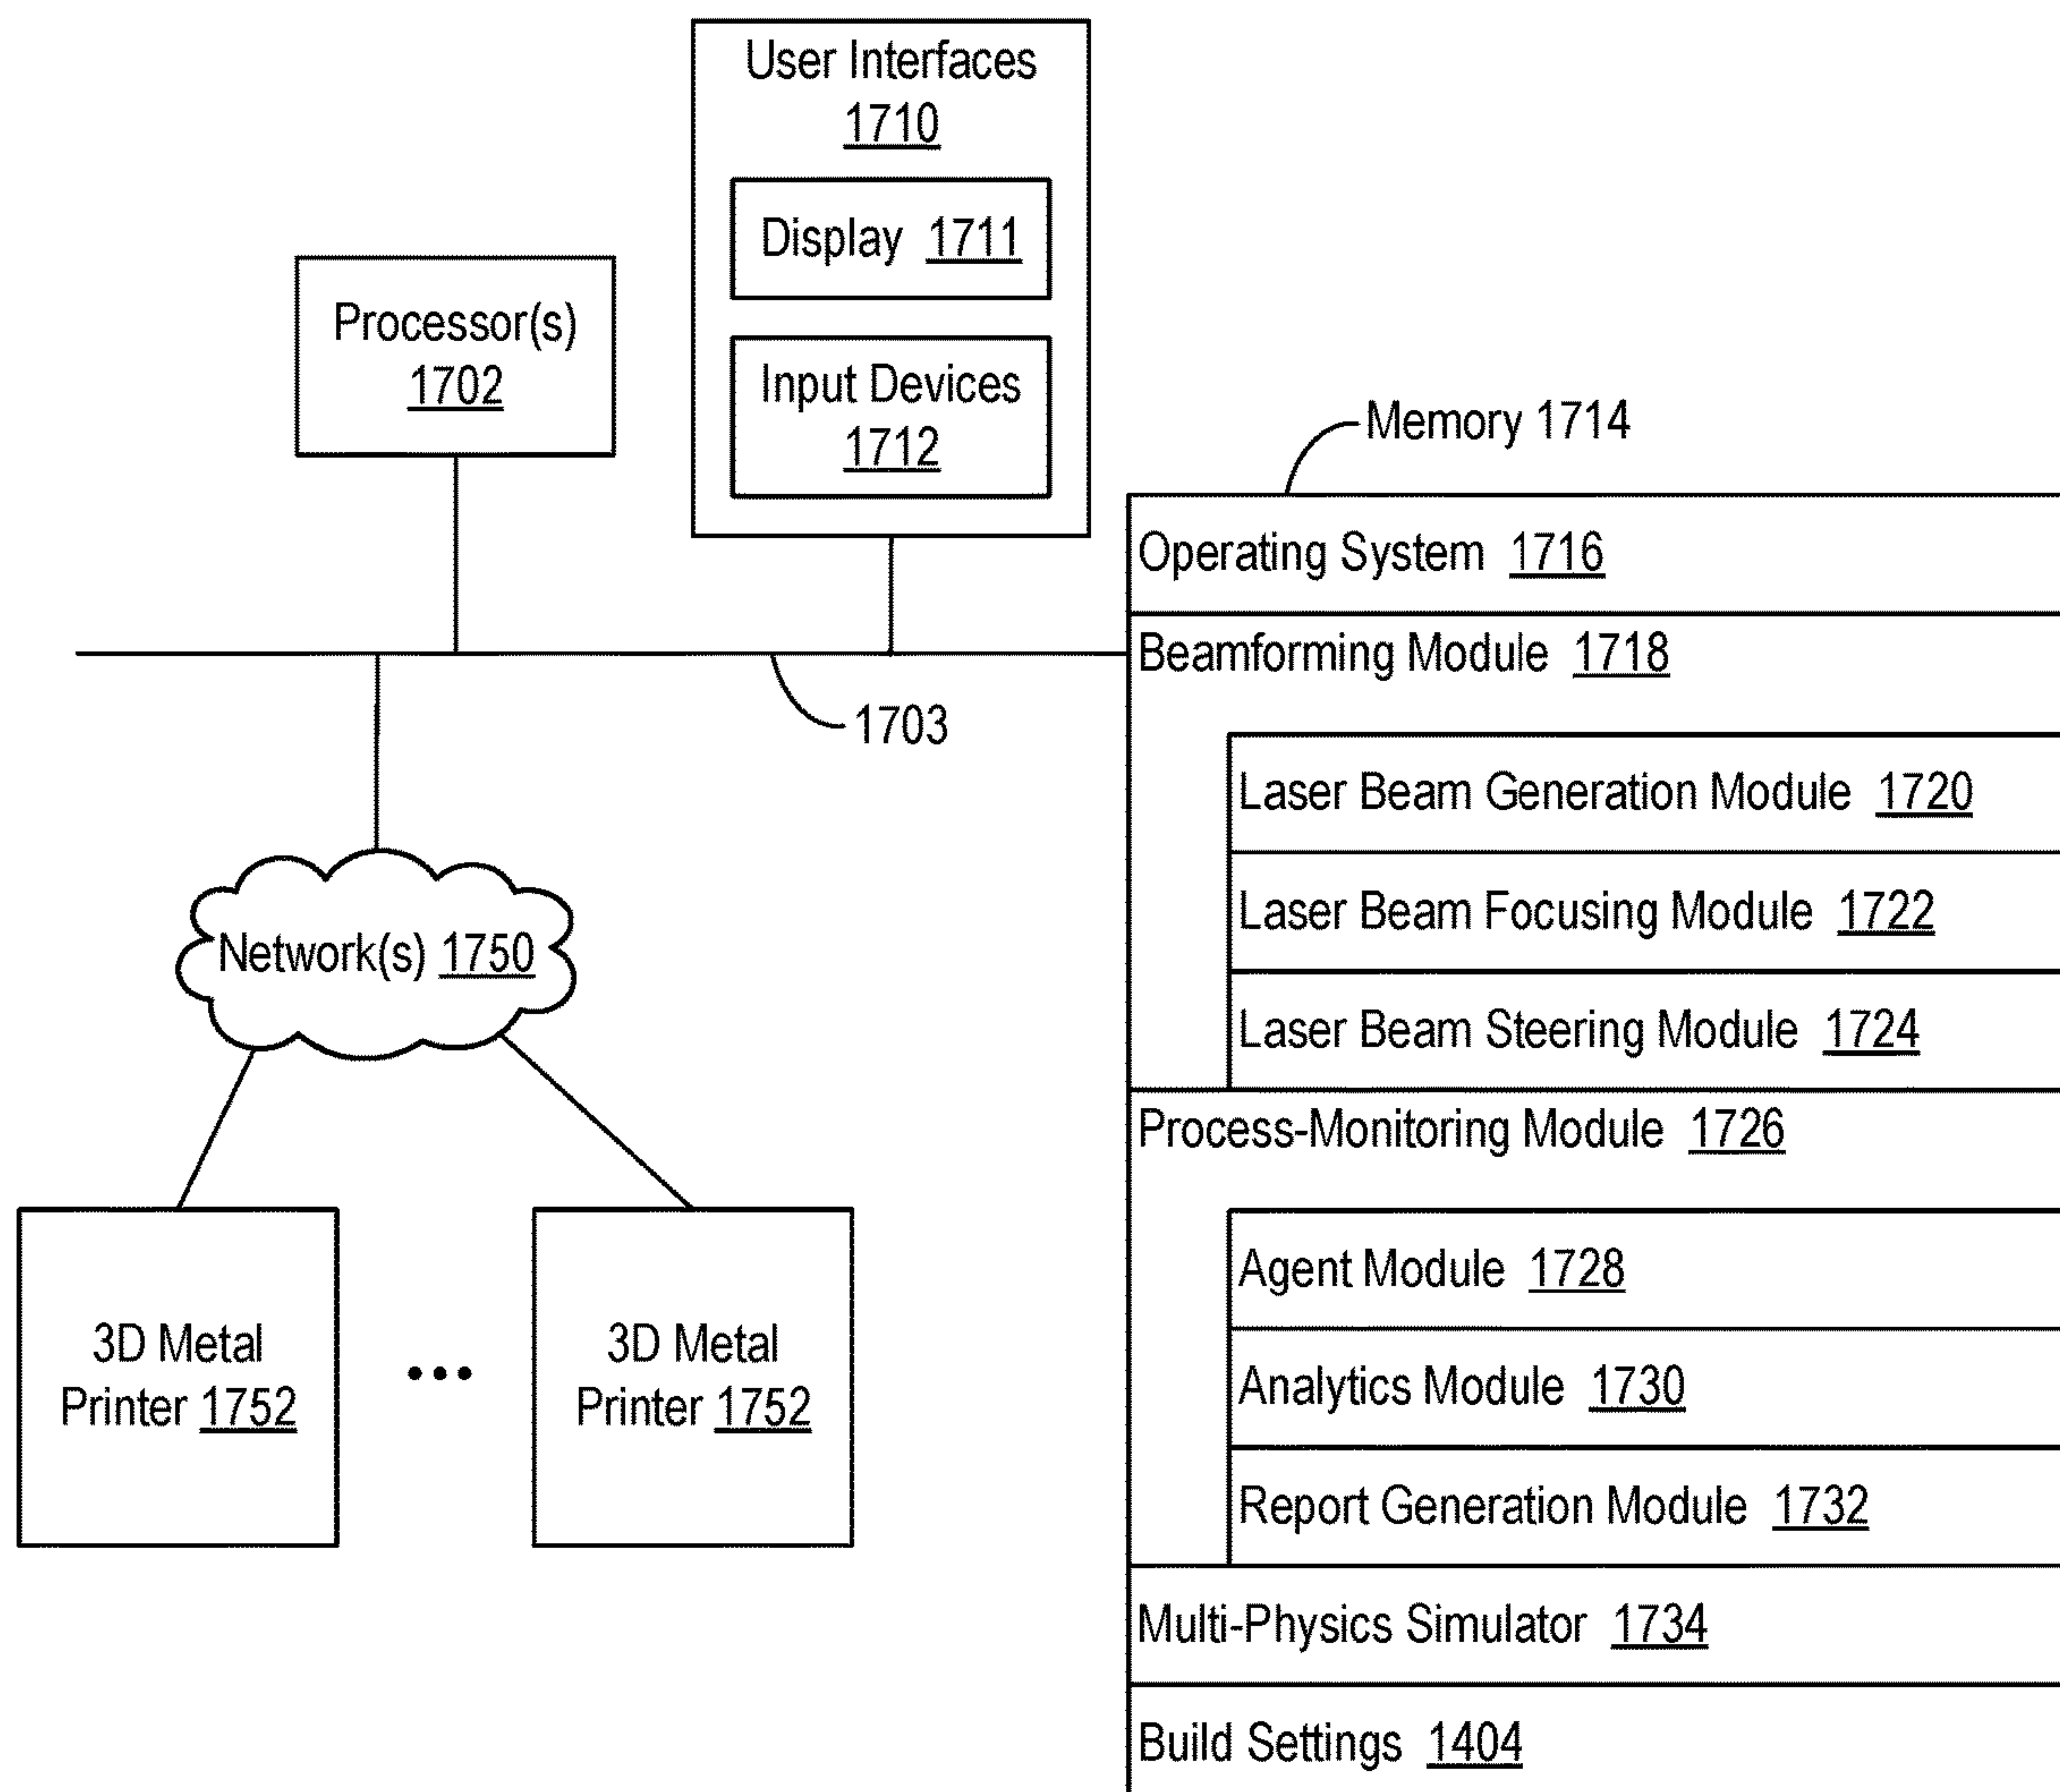 User Interfaces
1710
Display 1711
Input Devices
1712
Processor(s)
1702
Memory 1714
Operating System 1716
Beamforming Module 1718
Laser Beam Generation Module 1720
Laser Beam Focusing Module 1722
Laser Beam Steering Module 1724
Process-Monitoring Module 1726
Agent Module 1728
Analytics Module 1730
Report Generation Module 1732
Multi-Physics Simulator 1734
Build Settings 1404
1703
Network(s) 1750
3D Metal
Printer 1752
3D Metal
Printer 1752